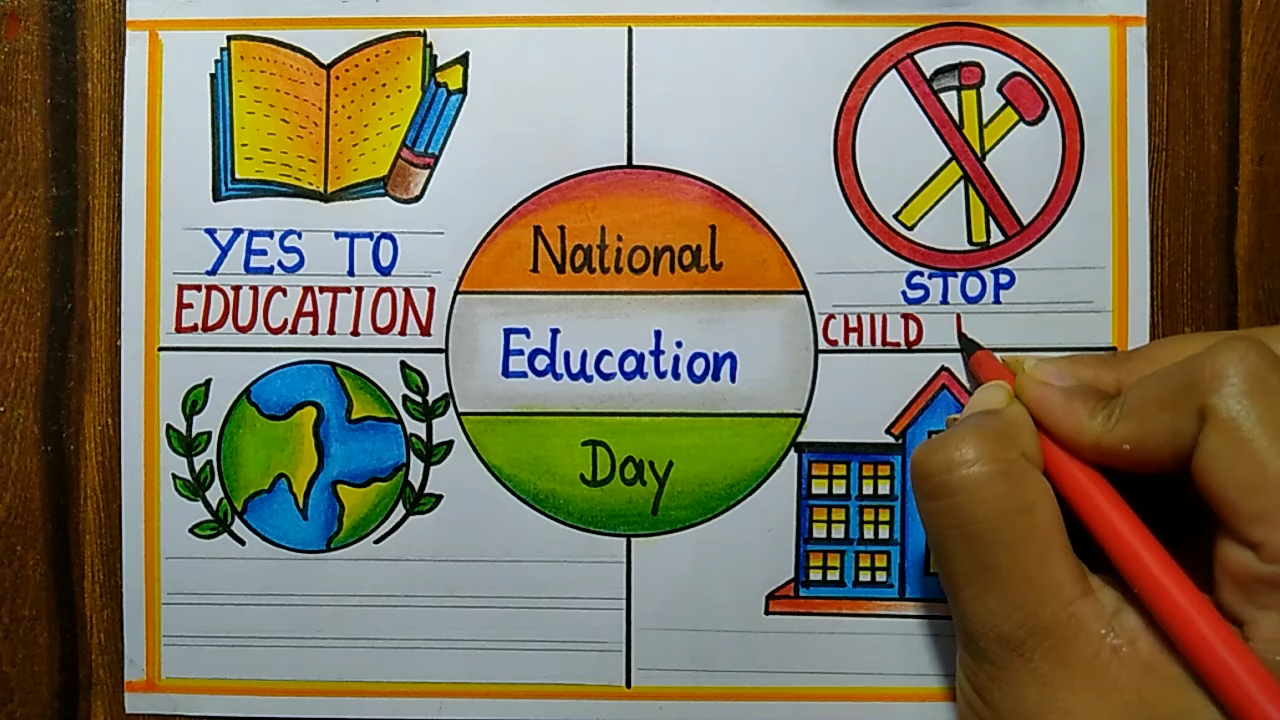 YES TO
EDUCATION
National
Education
Day
STOP
CHILD